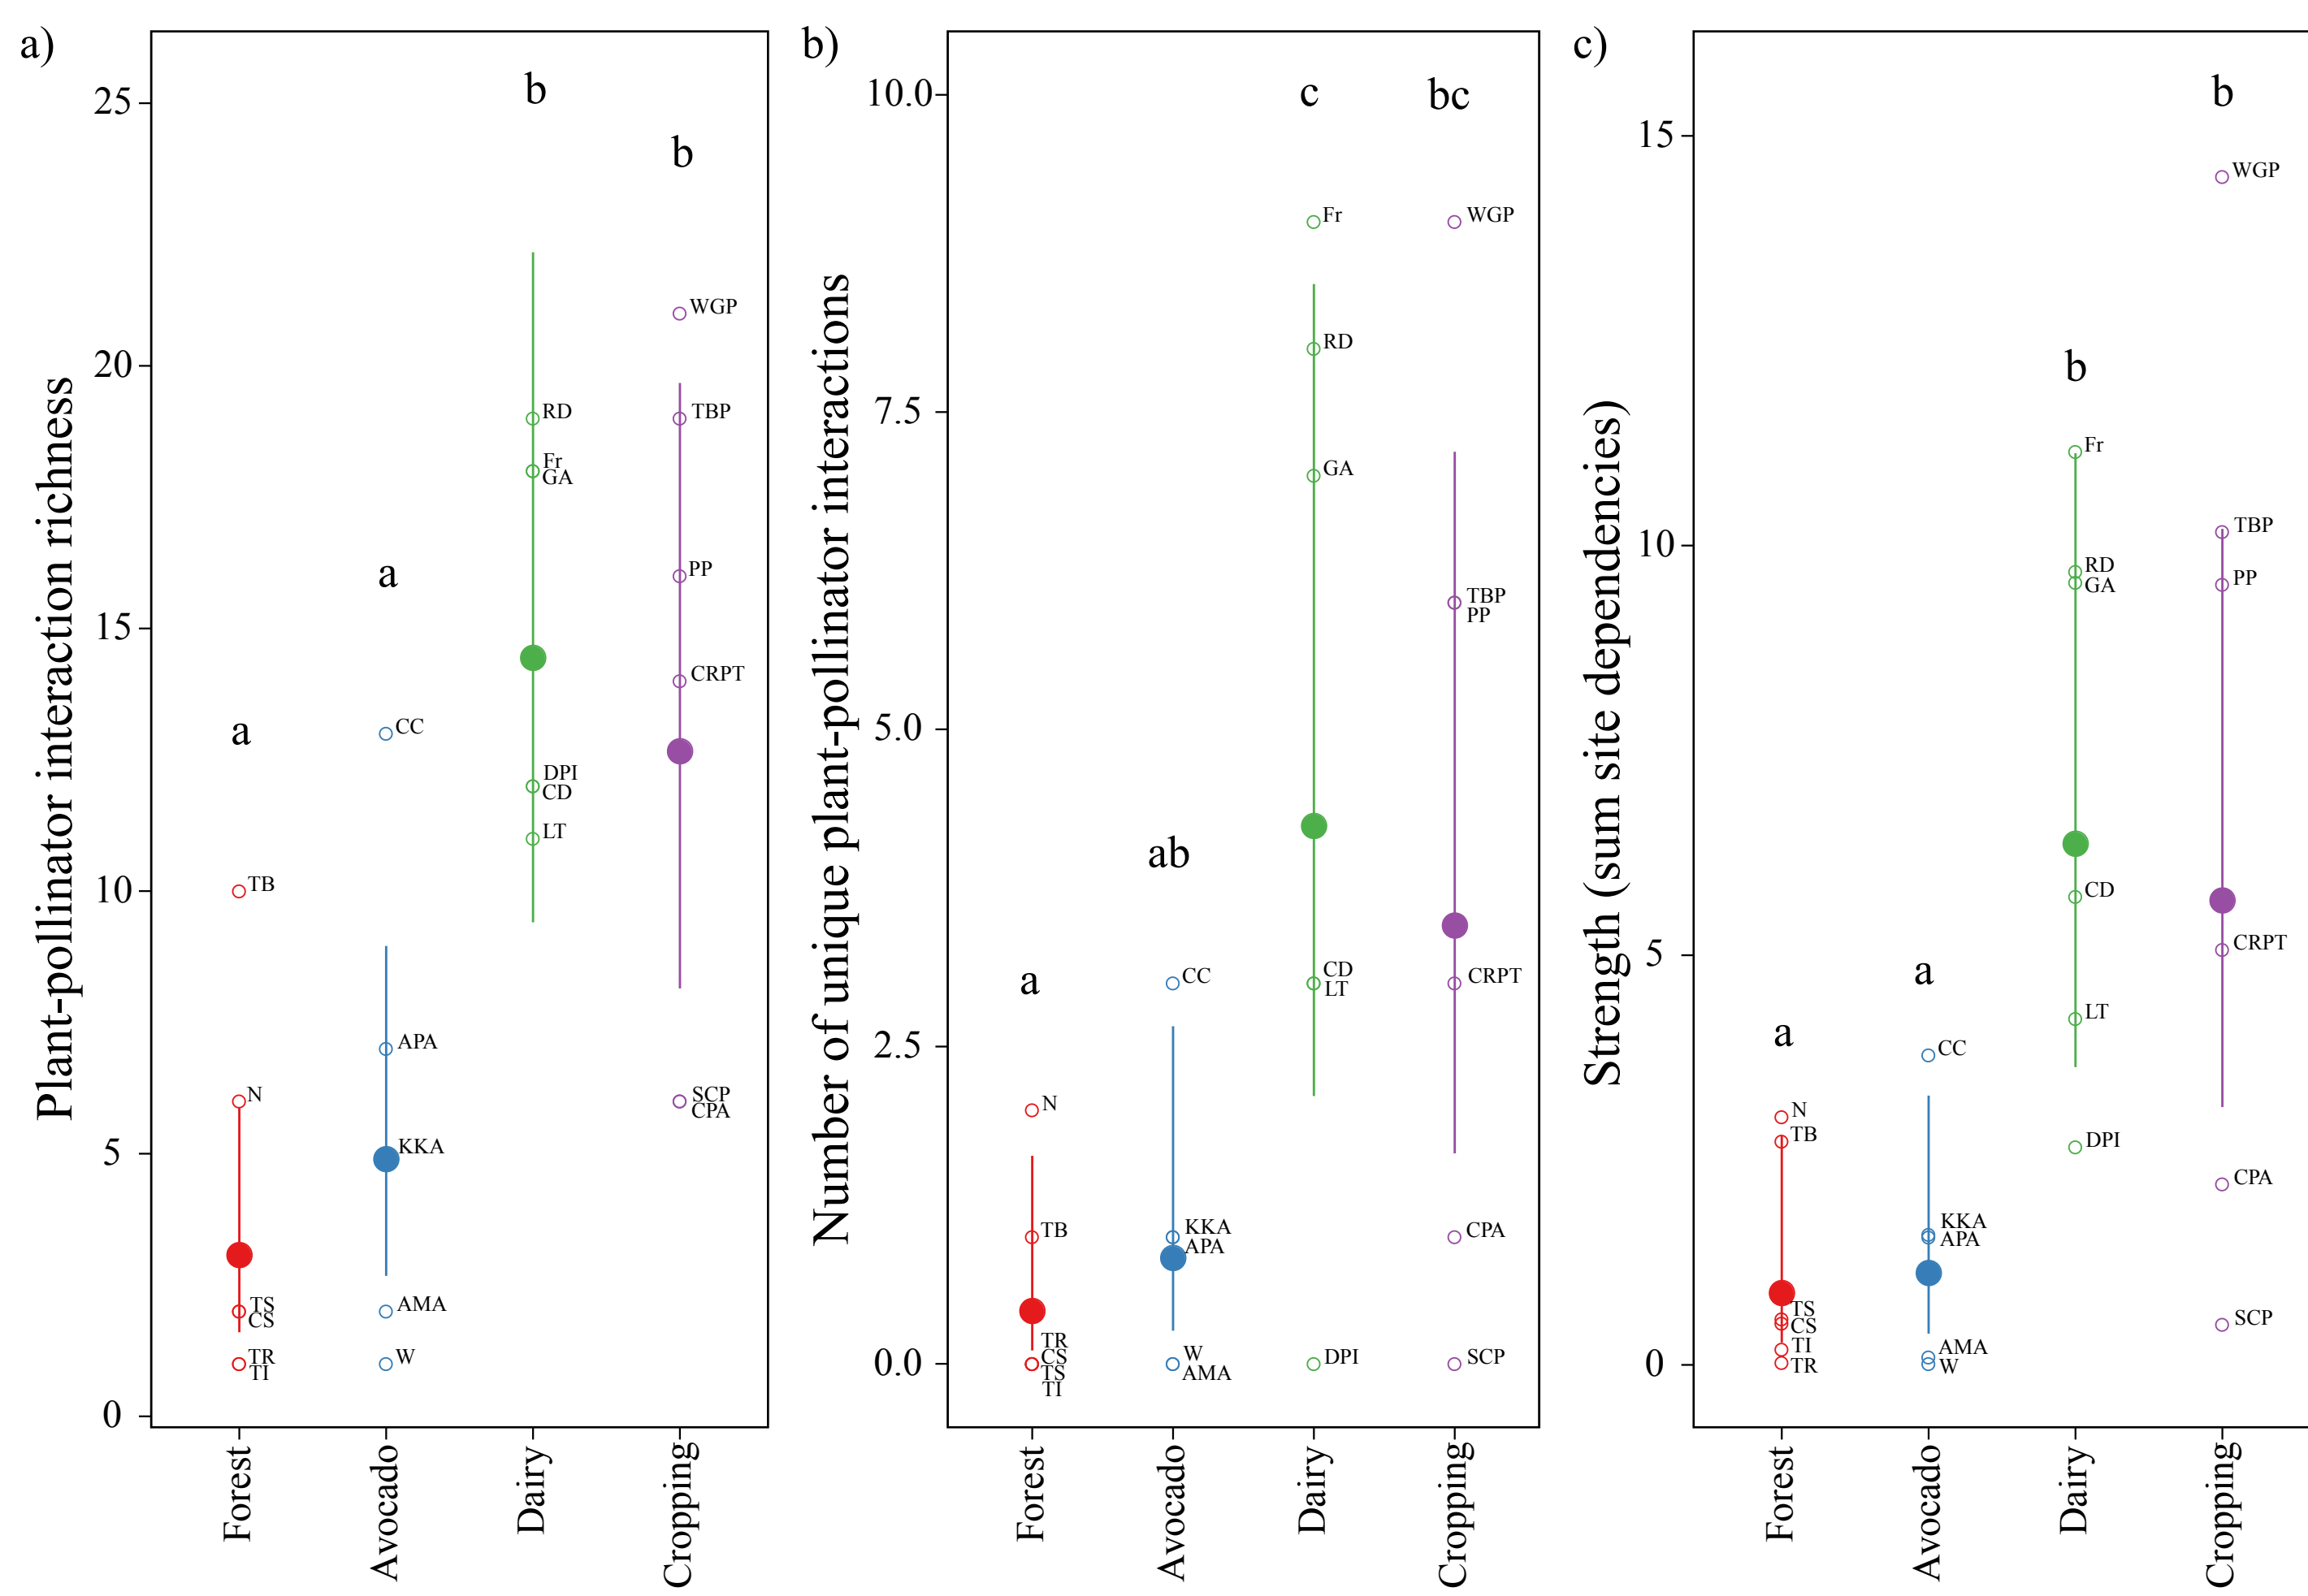 a)
Plant-pollinator interaction richness
25
20
15
10
5
0
a
a
b
b
TB
N
TS
CS
TR
TI
CC
APA
KKA
AMA
W
RD
Fr
GA
DPI
CD
LT
WGP
TBP
PP
CRPT
SCP
CPA
Forest
Avocado
Dairy
Cropping
b)
Number of unique plant-pollinator interactions
10.0
7.5
5.0
2.5
0.0
a
ab
c
bc
N
TB
TR
CS
TS
TI
CC
KKA
APA
W
AMA
Fr
RD
GA
CD
LT
DPI
WGP
TBP
PP
CRPT
CPA
SCP
Forest
Avocado
Dairy
Cropping
c)
Strength (sum site dependencies)
15
10
5
0
a
a
b
b
N
TB
TS
CS
TI
TR
CC
KKA
APA
AMA
W
Fr
RD
GA
CD
LT
DPI
WGP
TBP
PP
CRPT
CPA
SCP
Forest
Avocado
Dairy
Cropping